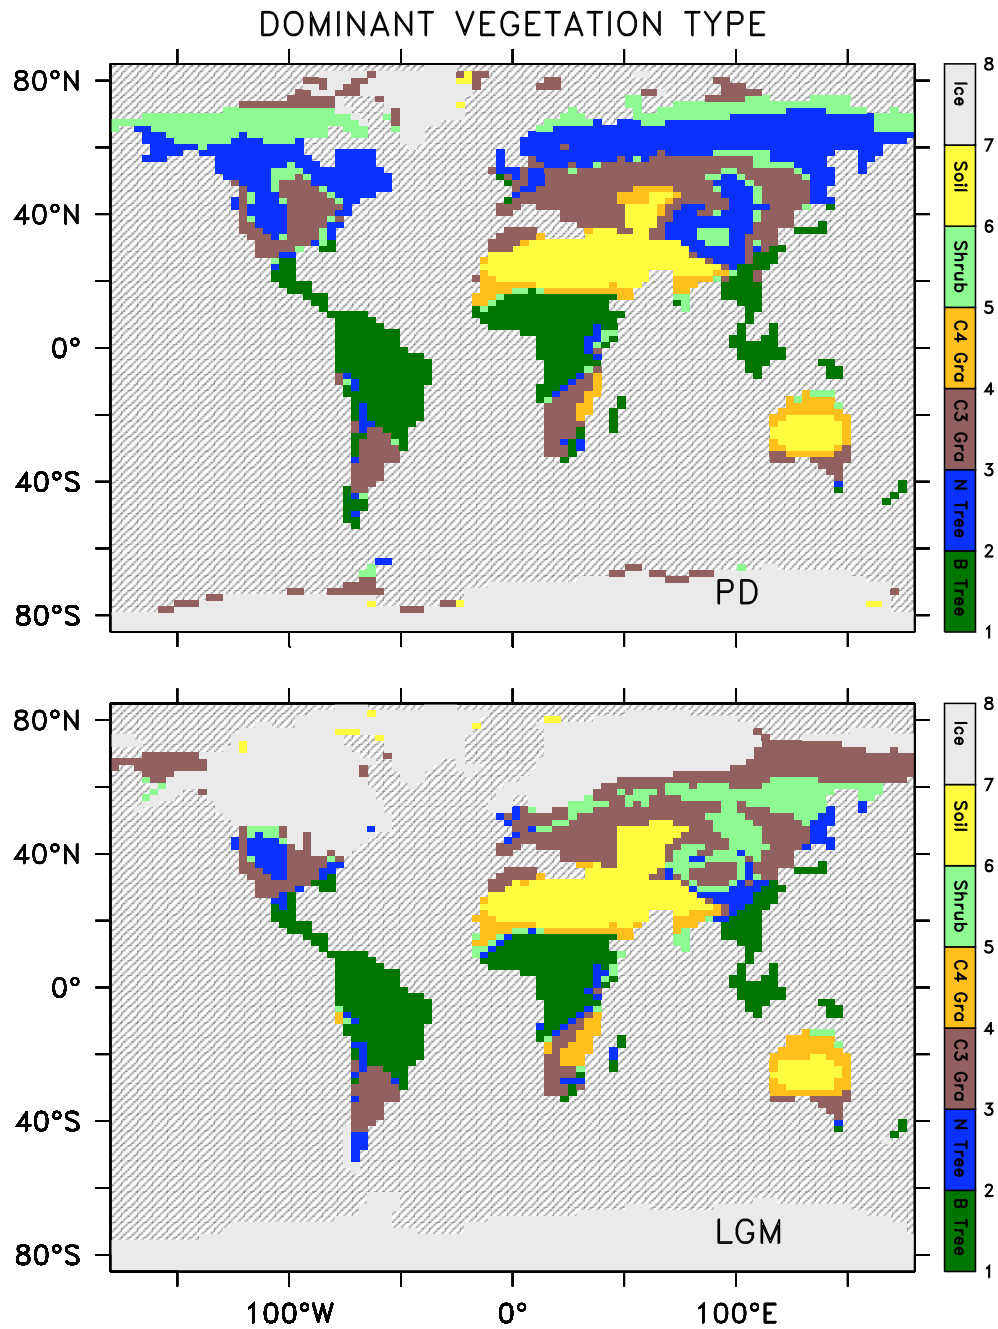 DOMINANT VEGETATION TYPE
80°N
40°N
0°
40°S
80°S
PD
8
Ice
7
Soil
6
Shrub
5
C4 Gra
4
C3 Gra
3
N Tree
2
B Tree
1
80°N
40°N
0°
40°S
80°S
LGM
8
Ice
7
Soil
6
Shrub
5
C4 Gra
4
C3 Gra
3
N Tree
2
B Tree
1
100°W 0° 100°E